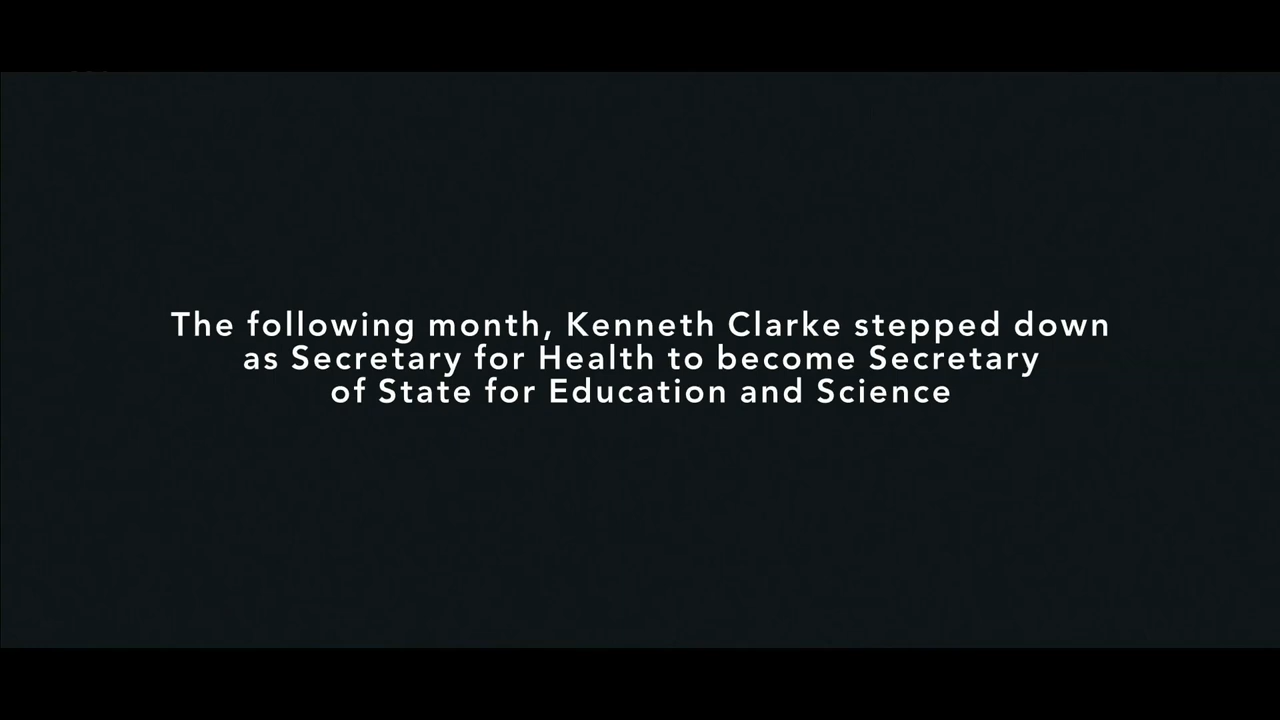 The following month, Kenneth Clarke stepped down
as Secretary for Health to become Secretary
of State for Education and Science